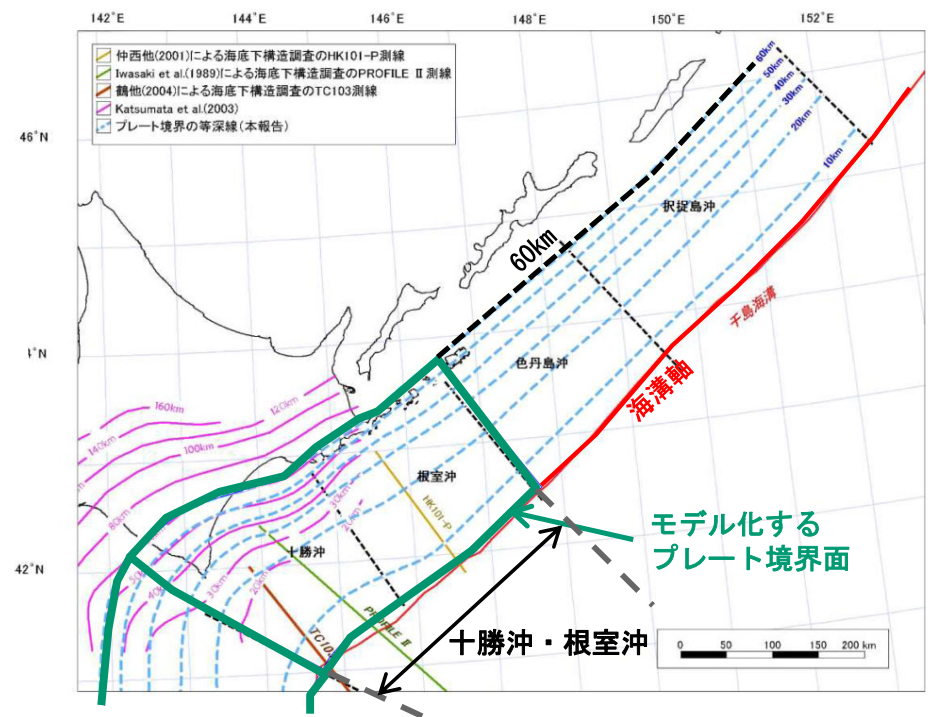 142°E
144°E
146°E
148°E
150°E
152°E
仲西他(2001)による海底下構造調査のHK101-P測線
Iwasaki et al.(1989)による海底下構造調査のPROFILE Ⅱ測線
鶴他(2004)による海底下構造調査のTC103測線
Katsumata et al.(2003)
プレート境界の等深線(本報告)
60km
50km
40km
30km
20km
10km
46°N
択捉島沖
60km
千島海溝
色丹島沖
海溝軸
160km
140km
120km
100km
80km
根室沖
HK101-P
30km
モデル化する
プレート境界面
42°N
十勝沖
30km
20km
PROFILE Ⅱ
十勝沖・根室沖
0 50 100 150 200 km